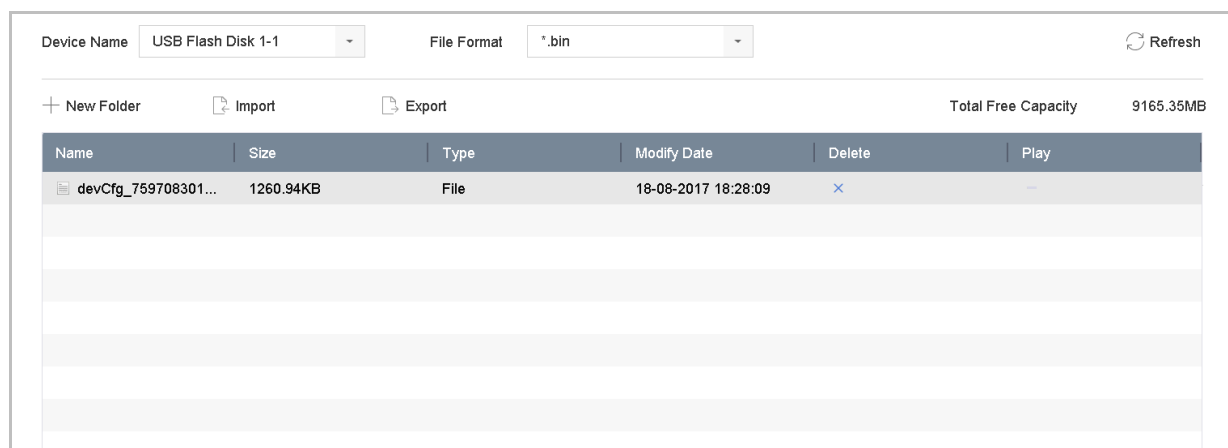 Device Name USB Flash Disk 1-1 File Format *.bin Refresh
New Folder Import Export Total Free Capacity 9165.35MB
Name Size Type Modify Date Delete Play
devCfg_759708301... 1260.94KB File 18-08-2017 18:28:09